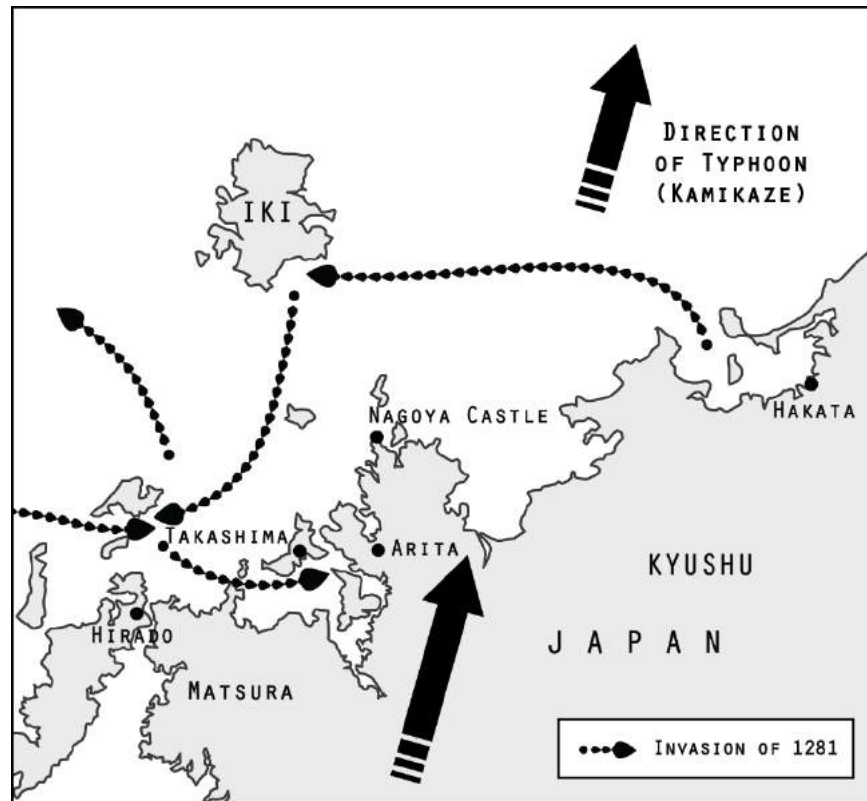 DIRECTION
OF TYPHOON
(KAMIKAZE)
IKI
HAKATA
NAGOYA CASTLE
TAKASHIMA
ARITA
KYUSHU
HIRADO
JAPAN
MATSURA
INVASION OF 1281